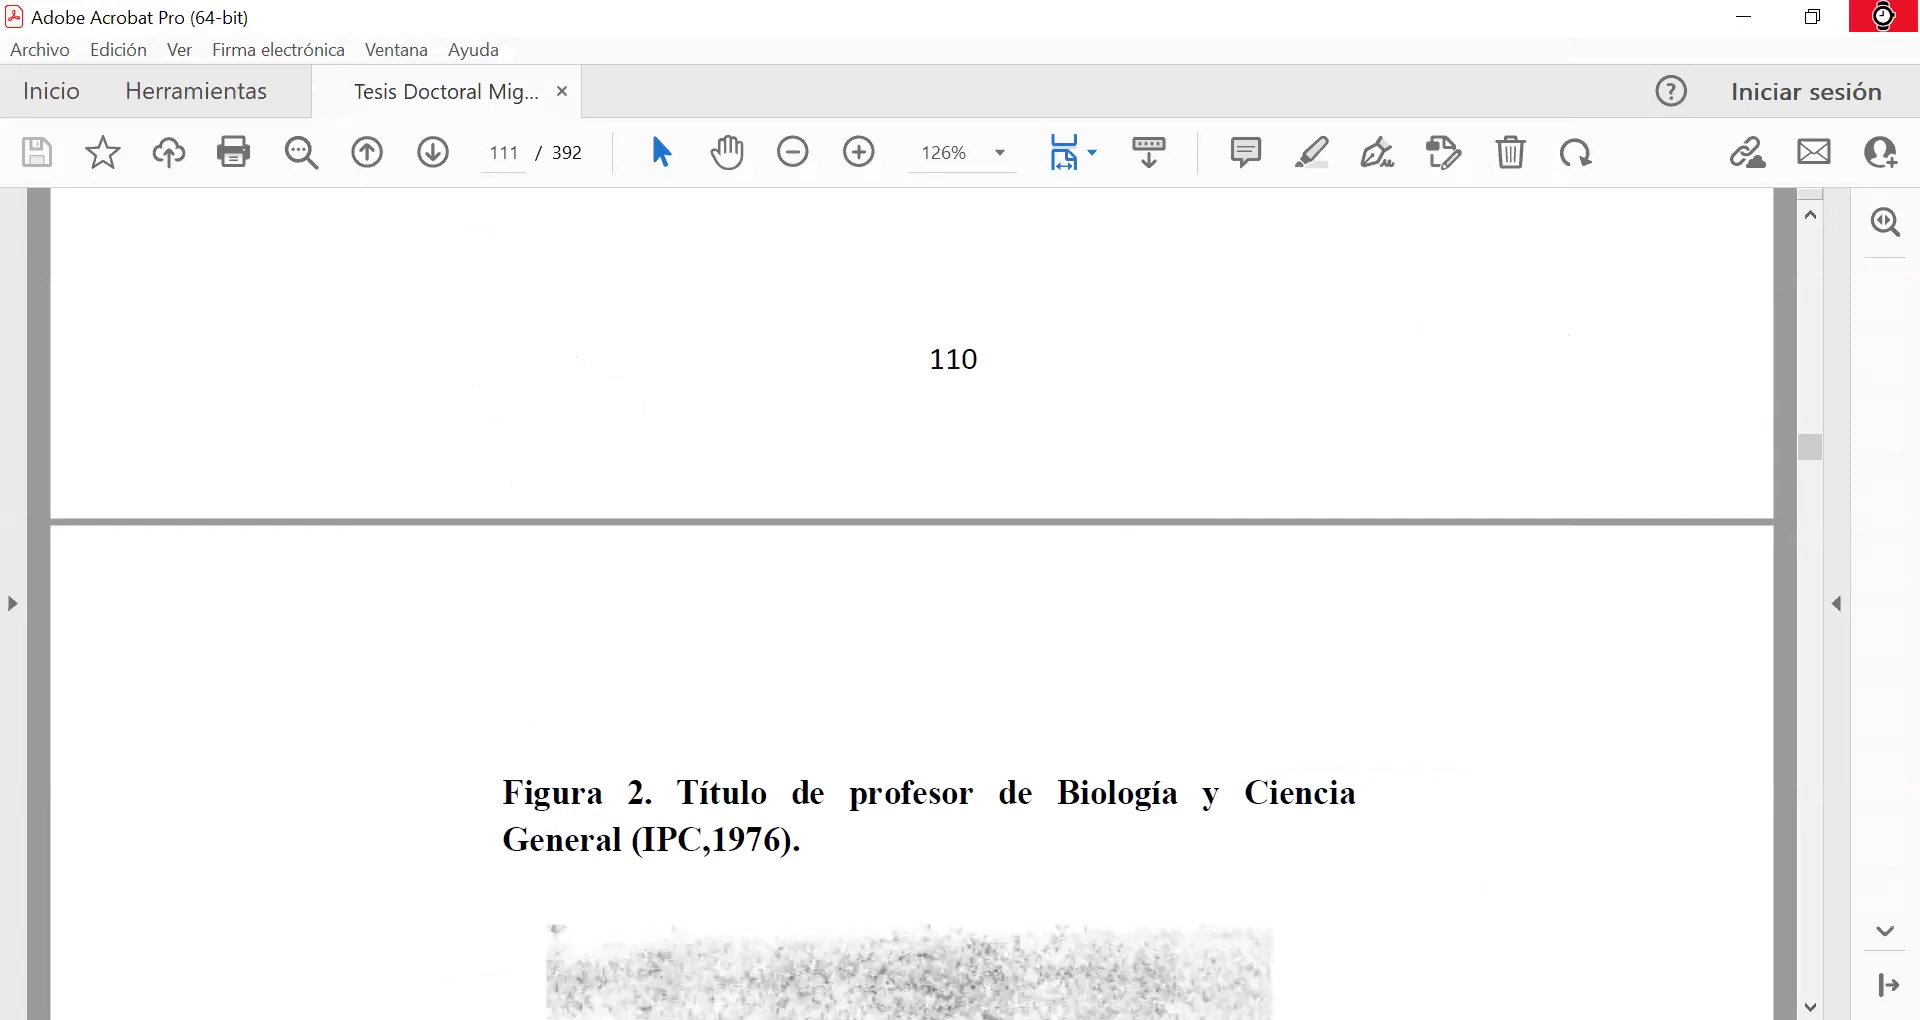 Adobe Acrobat Pro (64-bit)
Archivo Edición Ver Firma electrónica Ventana Ayuda
Inicio Herramientas Tesis Doctoral Mig... × ? Iniciar sesión
111 / 392 126%
110
Figura 2. Título de profesor de Biología y Ciencia
General (IPC,1976).